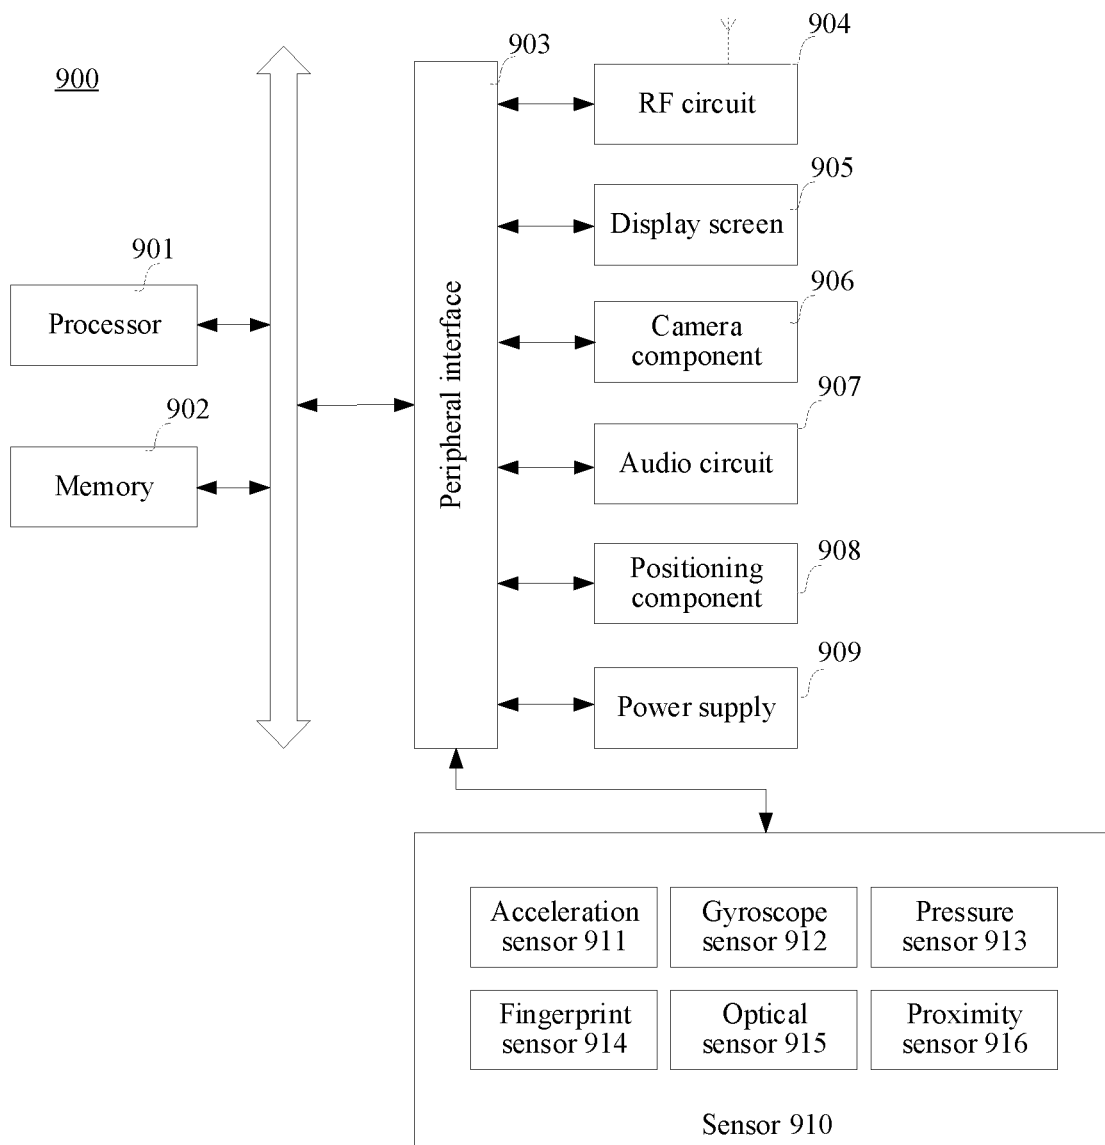 900
903
904
RF circuit
905
Display screen
901
Processor
906
Camera
component
902
Memory
907
Audio circuit
Peripheral interface
908
Positioning
component
909
Power supply
Acceleration
sensor 911
Gyroscope
sensor 912
Pressure
sensor 913
Fingerprint
sensor 914
Optical
sensor 915
Proximity
sensor 916
Sensor 910